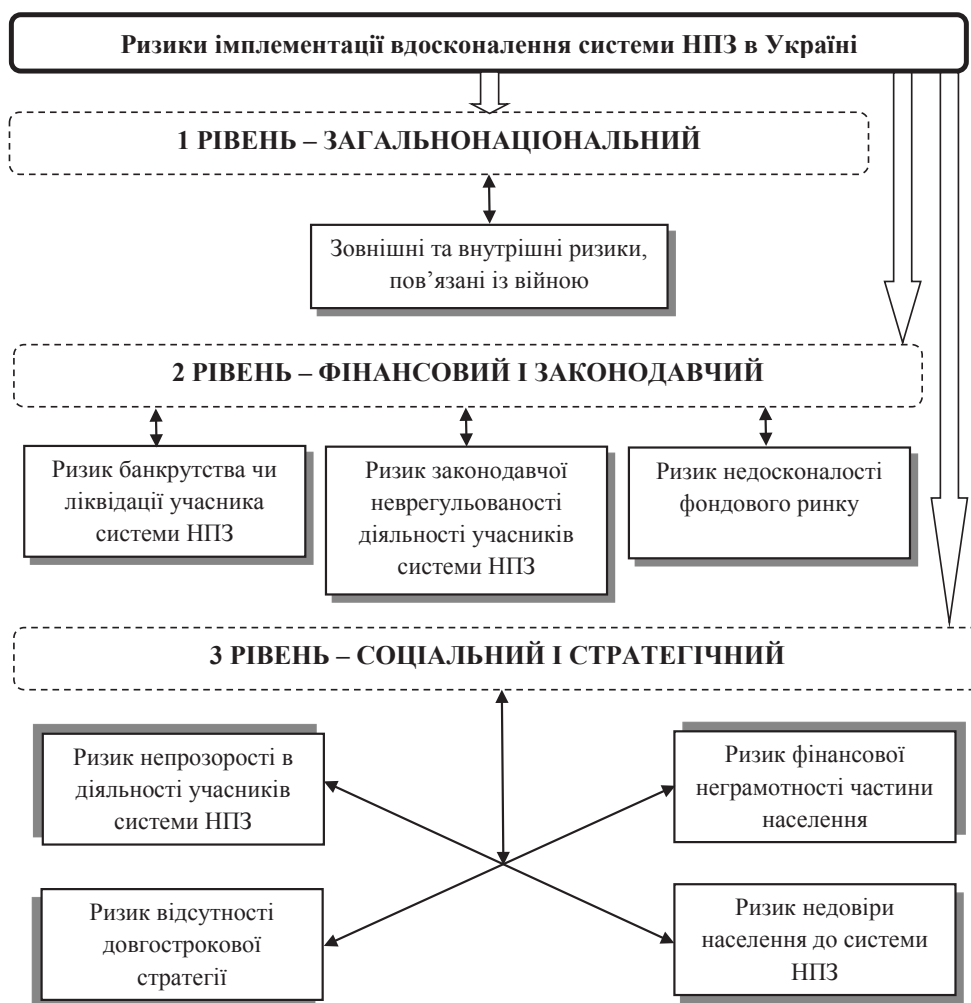 Ризики імплементації вдосконалення системи НПЗ в Україні
1 РІВЕНЬ – ЗАГАЛЬНОНАЦІОНАЛЬНИЙ
Зовнішні та внутрішні ризики,
пов’язані із війною
2 РІВЕНЬ – ФІНАНСОВИЙ І ЗАКОНОДАВЧИЙ
Ризик банкрутства чи
ліквідації учасника
системи НПЗ
Ризик законодавчої
неврегульованості
діяльності учасників
системи НПЗ
Ризик недосконалості
фондового ринку
3 РІВЕНЬ – СОЦІАЛЬНИЙ І СТРАТЕГІЧНИЙ
Ризик непрозорості в
діяльності учасників
системи НПЗ
Ризик фінансової
неграмотності частини
населення
Ризик відсутності
довгострокової
стратегії
Ризик недовіри
населення до системи
НПЗ